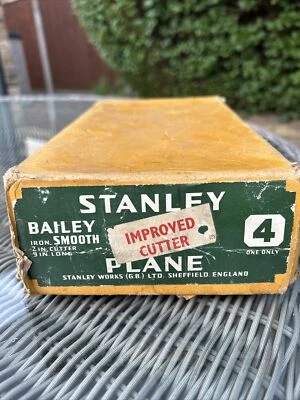 STANLEY
BAILEY
IRON, SMOOTH
2 IN. CUTTER
9 IN LONG
IMPROVED
CUTTER
4
ONE ONLY
PLANE
STANLEY WORKS (G.B.) LTD. SHEFFIELD, ENGLAND